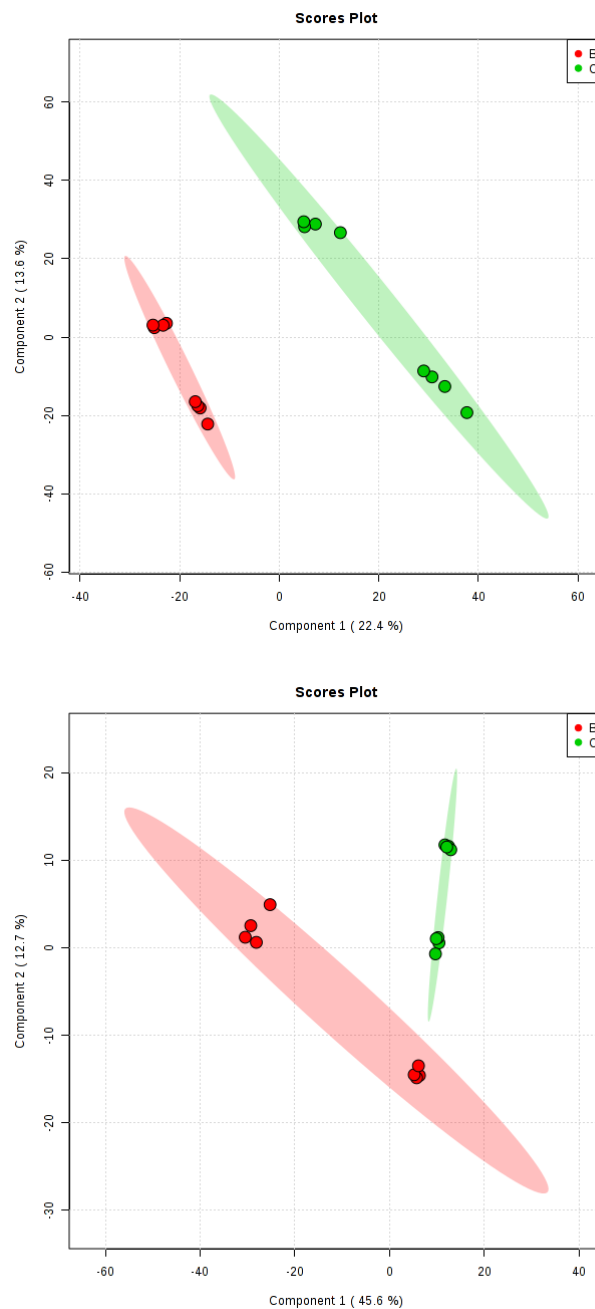 Scores Plot
E
C
60
40
20
0
-20
-40
-60
Component 2 ( 13.6 %)
-40 -20 0 20 40 60
Component 1 ( 22.4 %)
Scores Plot
E
C
20
10
0
-10
-20
-30
Component 2 ( 12.7 %)
-60 -40 -20 0 20 40
Component 1 ( 45.6 %)